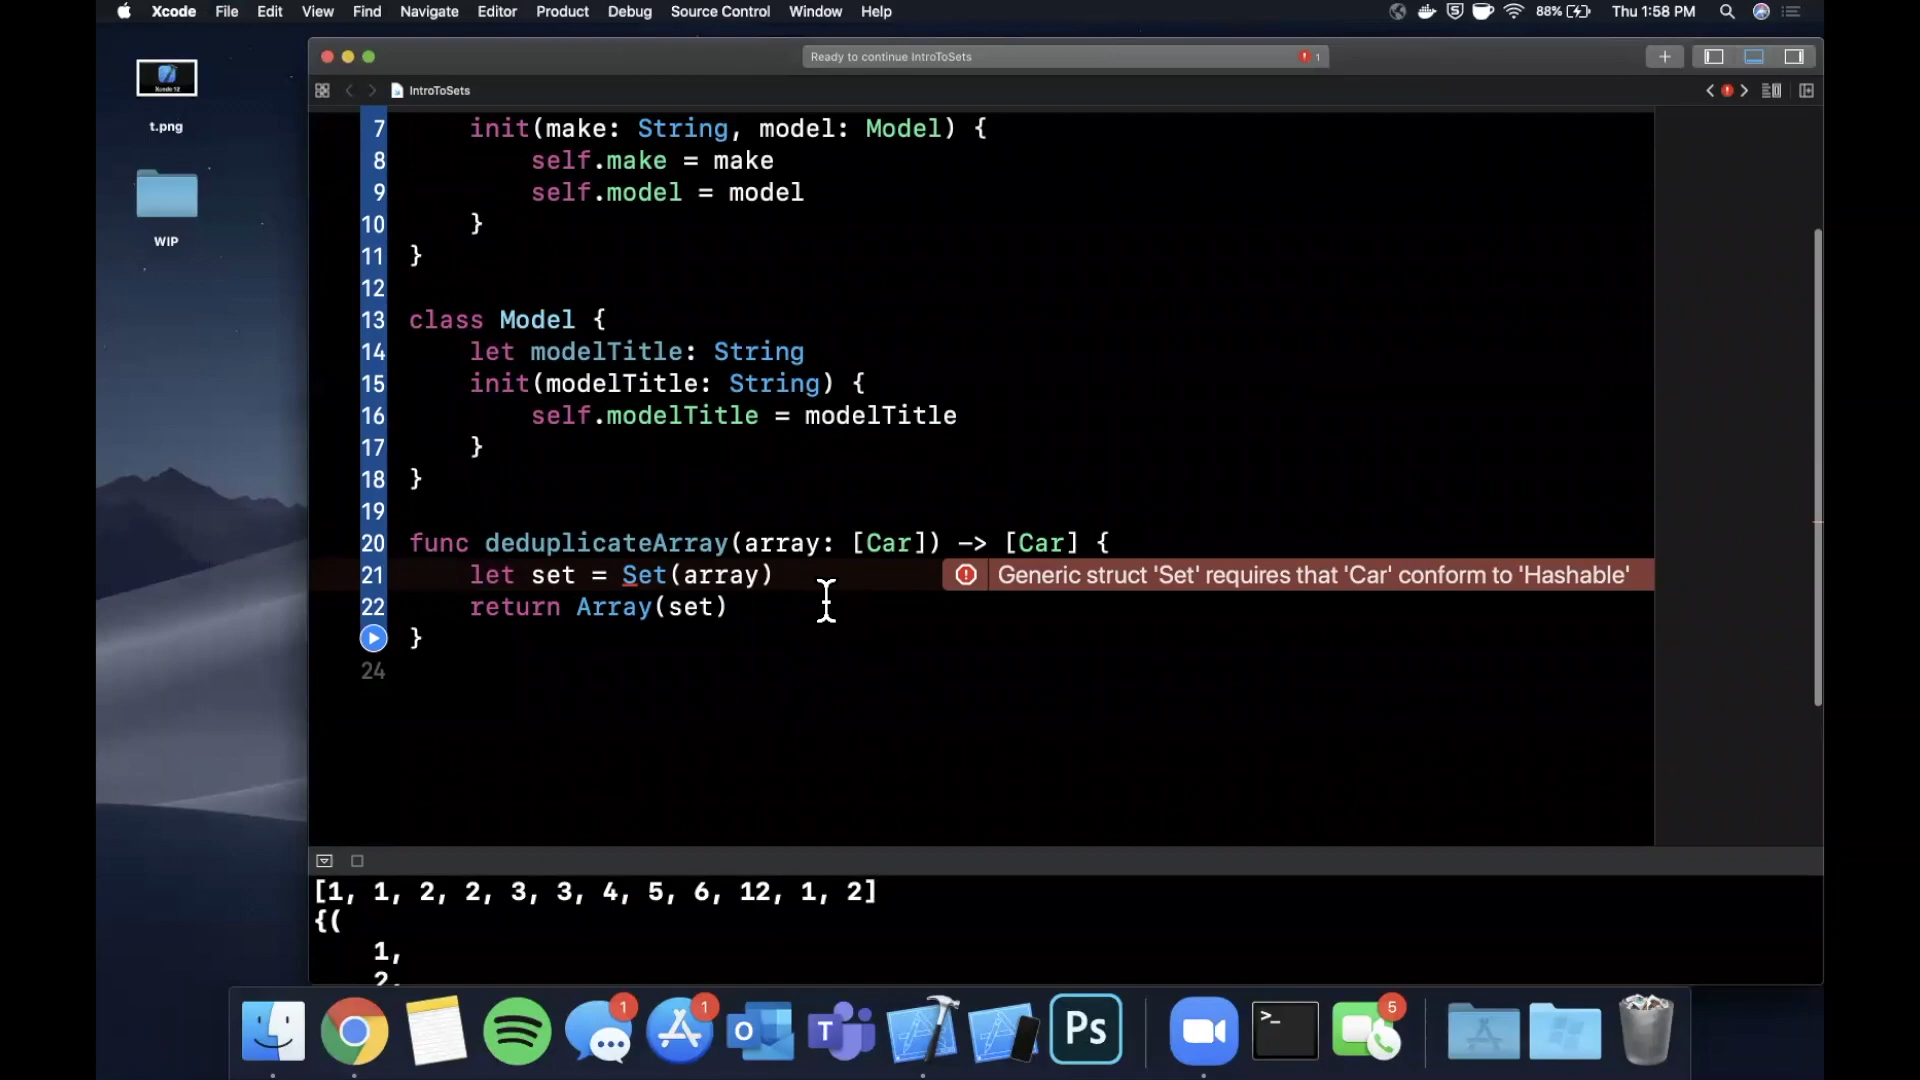 Xcode File Edit View Find Navigate Editor Product Debug Source Control Window Help 88% Thu 1:58 PM
Ready to continue IntroToSets 1
IntroToSets
t.png
WIP
7 init(make: String, model: Model) {
8 self.make = make
9 self.model = model
10 }
11 }
12
13 class Model {
14 let modelTitle: String
15 init(modelTitle: String) {
16 self.modelTitle = modelTitle
17 }
18 }
19
20 func deduplicateArray(array: [Car]) -> [Car] {
21 let set = Set(array) Generic struct 'Set' requires that 'Car' conform to 'Hashable'
22 return Array(set)
}
24
[1, 1, 2, 2, 3, 3, 4, 5, 6, 12, 1, 2]
{(
1,
2,
1 1 5
O T Ps >_